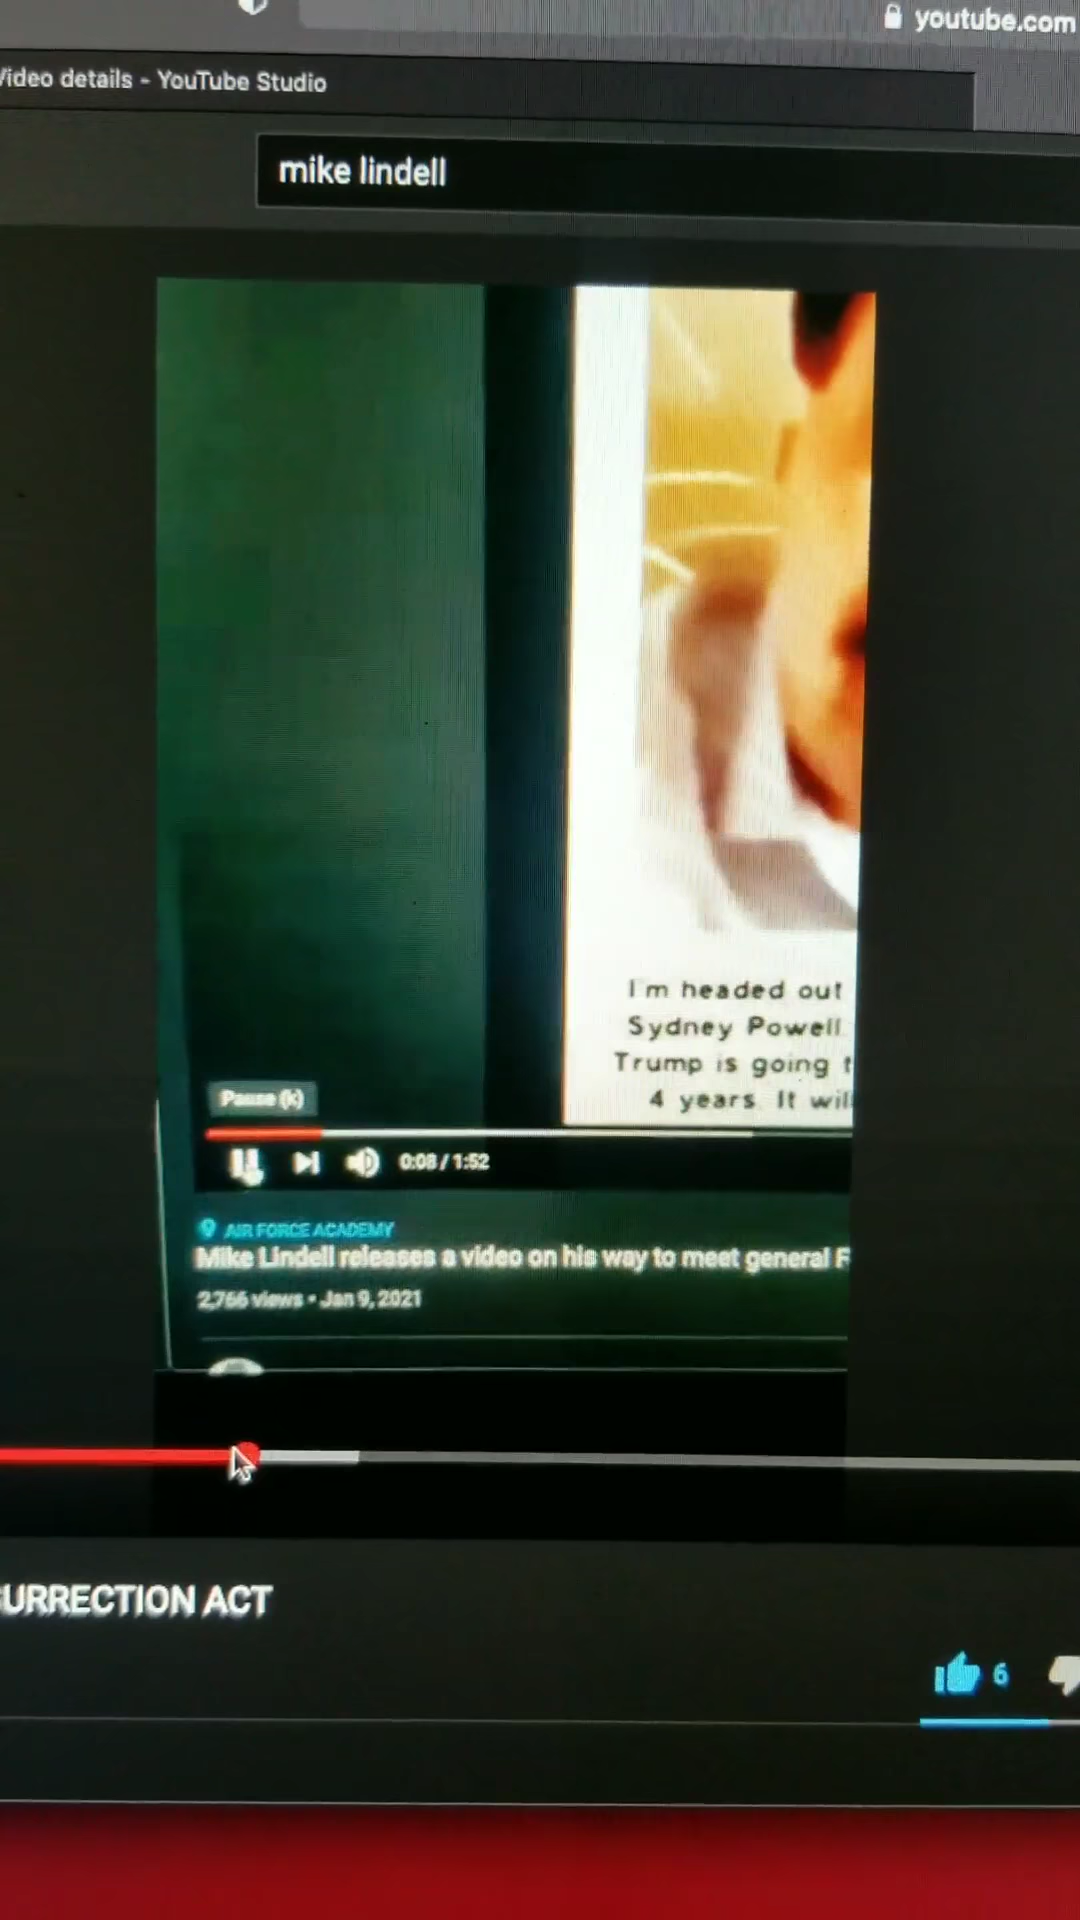 youtube.com
Video details - YouTube Studio
mike lindell
I'm headed out
Sydney Powell.
Trump is going t
4 years. It will
Pause (k)
0:08 / 1:52
AIR FORCE ACADEMY
Mike Lindell releases a video on his way to meet general F
2,766 views • Jan 9, 2021
SURRECTION ACT
6